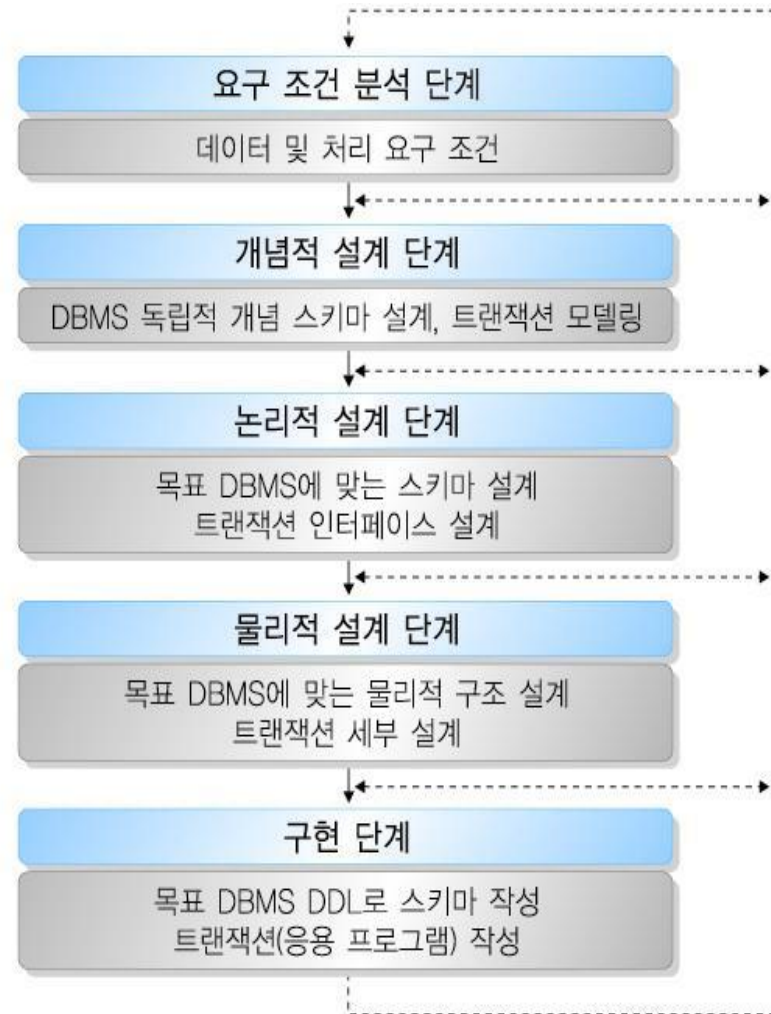 요구 조건 분석 단계
데이터 및 처리 요구 조건
개념적 설계 단계
DBMS 독립적 개념 스키마 설계, 트랜잭션 모델링
논리적 설계 단계
목표 DBMS에 맞는 스키마 설계
트랜잭션 인터페이스 설계
물리적 설계 단계
목표 DBMS에 맞는 물리적 구조 설계
트랜잭션 세부 설계
구현 단계
목표 DBMS DDL로 스키마 작성
트랜잭션(응용 프로그램) 작성